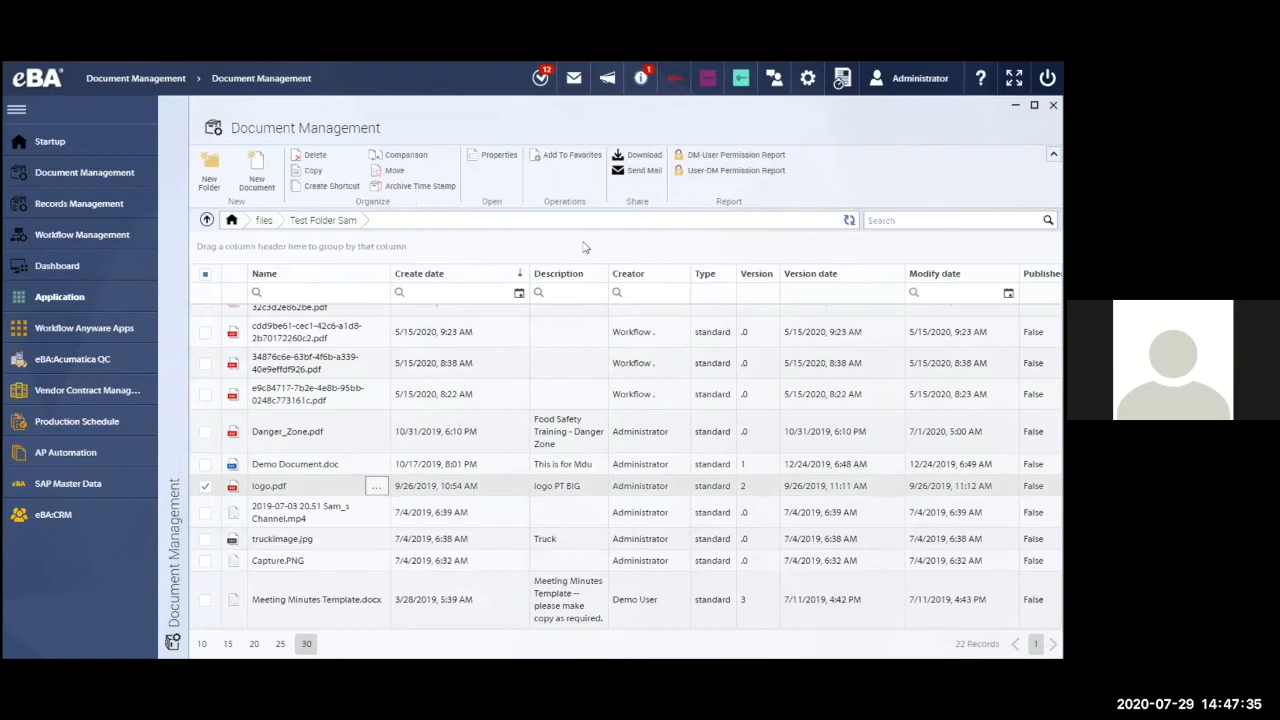 eBA Document Management > Document Management 12 1 Administrator ?
Startup
Document Management
Records Management
Workflow Management
Dashboard
Application
Workflow Anyware Apps
eBA:Acumatica QC
Vendor Contract Manag...
Production Schedule
AP Automation
eBA SAP Master Data
eBA:CRM
Document Management
Document Management
Delete Comparison Properties Add To Favorites Download DM-User Permission Report
Copy Move Send Mail User-DM Permission Report
New Folder New Document Create Shortcut Archive Time Stamp
New Organize Open Operations Share Report
files Test Folder Sam Search
Drag a column header here to group by that column
Name Create date Description Creator Type Version Version date Modify date Publishe
32c3d2e862be.pdf
cdd9be61-cec1-42c6-a1d8-
2b70172260c2.pdf 5/15/2020, 9:23 AM Workflow . standard .0 5/15/2020, 9:23 AM 5/15/2020, 9:23 AM False
34876c6e-63bf-4f6b-a339-
40e9effdf926.pdf 5/15/2020, 8:38 AM Workflow . standard .0 5/15/2020, 8:38 AM 5/15/2020, 8:38 AM False
e9c84717-7b2e-4e8b-95bb-
0248c773161c.pdf 5/15/2020, 8:22 AM Workflow . standard .0 5/15/2020, 8:22 AM 5/15/2020, 8:23 AM False
Danger_Zone.pdf 10/31/2019, 6:10 PM Food Safety Training - Danger Zone Administrator standard .0 10/31/2019, 6:10 PM 7/1/2020, 5:00 AM False
Demo Document.doc 10/17/2019, 8:01 PM This is for Mdu Administrator standard 1 12/24/2019, 6:48 AM 12/24/2019, 6:49 AM False
logo.pdf ... 9/26/2019, 10:54 AM logo PT BIG Administrator standard 2 9/26/2019, 11:11 AM 9/26/2019, 11:12 AM False
2019-07-03 20.51 Sam_s
Channel.mp4 7/4/2019, 6:39 AM Administrator standard .0 7/4/2019, 6:39 AM 7/4/2019, 6:39 AM False
truckimage.jpg 7/4/2019, 6:38 AM Truck Administrator standard .0 7/4/2019, 6:38 AM 7/4/2019, 6:38 AM False
Capture.PNG 7/4/2019, 6:32 AM Administrator standard .0 7/4/2019, 6:32 AM 7/4/2019, 6:32 AM False
Meeting Minutes Template.docx 3/28/2019, 5:39 AM Meeting Minutes Template -- please make copy as required. Demo User standard 3 7/11/2019, 4:42 PM 7/11/2019, 4:43 PM False
10 15 20 25 30 22 Records 1
2020-07-29 14:47:35